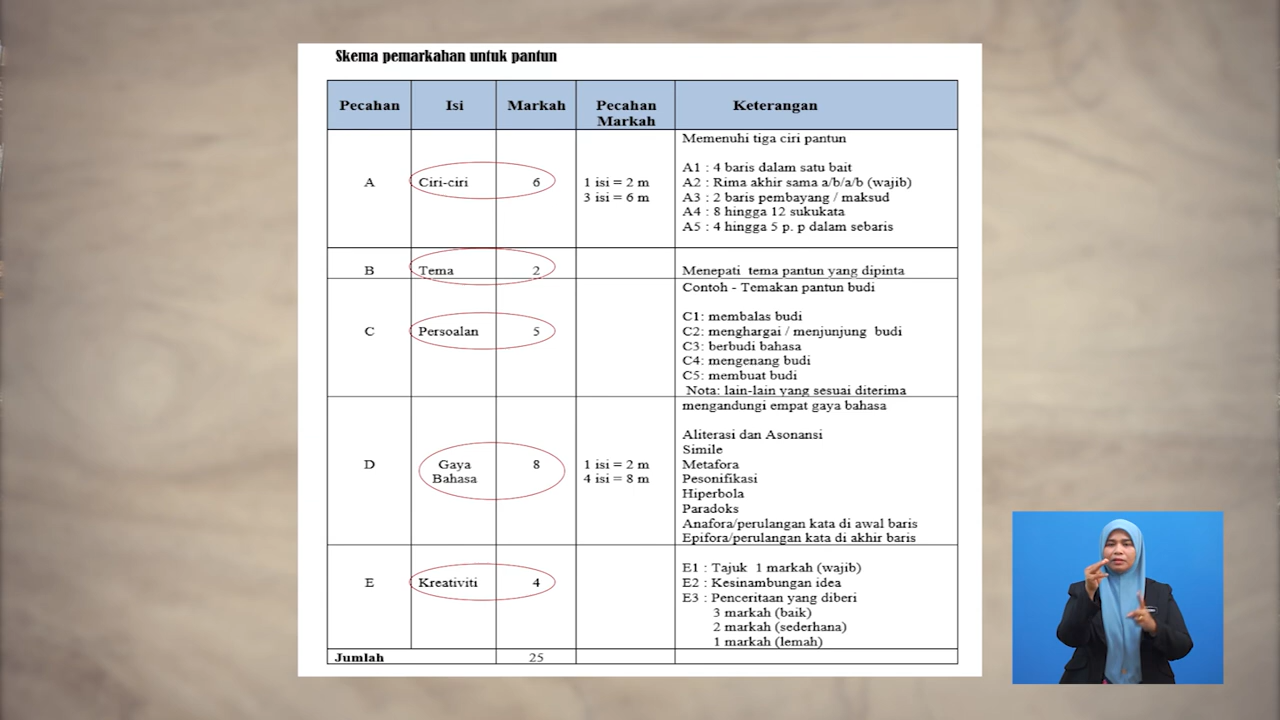 Skema pemarkahan untuk pantun
Pecahan Isi Markah Pecahan Markah Keterangan
A Ciri-ciri 6
1 isi = 2 m
3 isi = 6 m
Memenuhi tiga ciri pantun
A1 : 4 baris dalam satu bait
A2 : Rima akhir sama a/b/a/b (wajib)
A3 : 2 baris pembayang / maksud
A4 : 8 hingga 12 sukukata
A5 : 4 hingga 5 p. p dalam sebaris
B Tema 2 Menepati tema pantun yang dipinta
C Persoalan 5
Contoh - Temakan pantun budi
C1: membalas budi
C2: menghargai / menjunjung budi
C3: berbudi bahasa
C4: mengenang budi
C5: membuat budi
Nota: lain-lain yang sesuai diterima
D Gaya Bahasa 8
1 isi = 2 m
4 isi = 8 m
mengandungi empat gaya bahasa
Aliterasi dan Asonansi
Simile
Metafora
Pesonifikasi
Hiperbola
Paradoks
Anafora/perulangan kata di awal baris
Epifora/perulangan kata di akhir baris
E Kreativiti 4
E1 : Tajuk 1 markah (wajib)
E2 : Kesinambungan idea
E3 : Penceritaan yang diberi
3 markah (baik)
2 markah (sederhana)
1 markah (lemah)
Jumlah 25